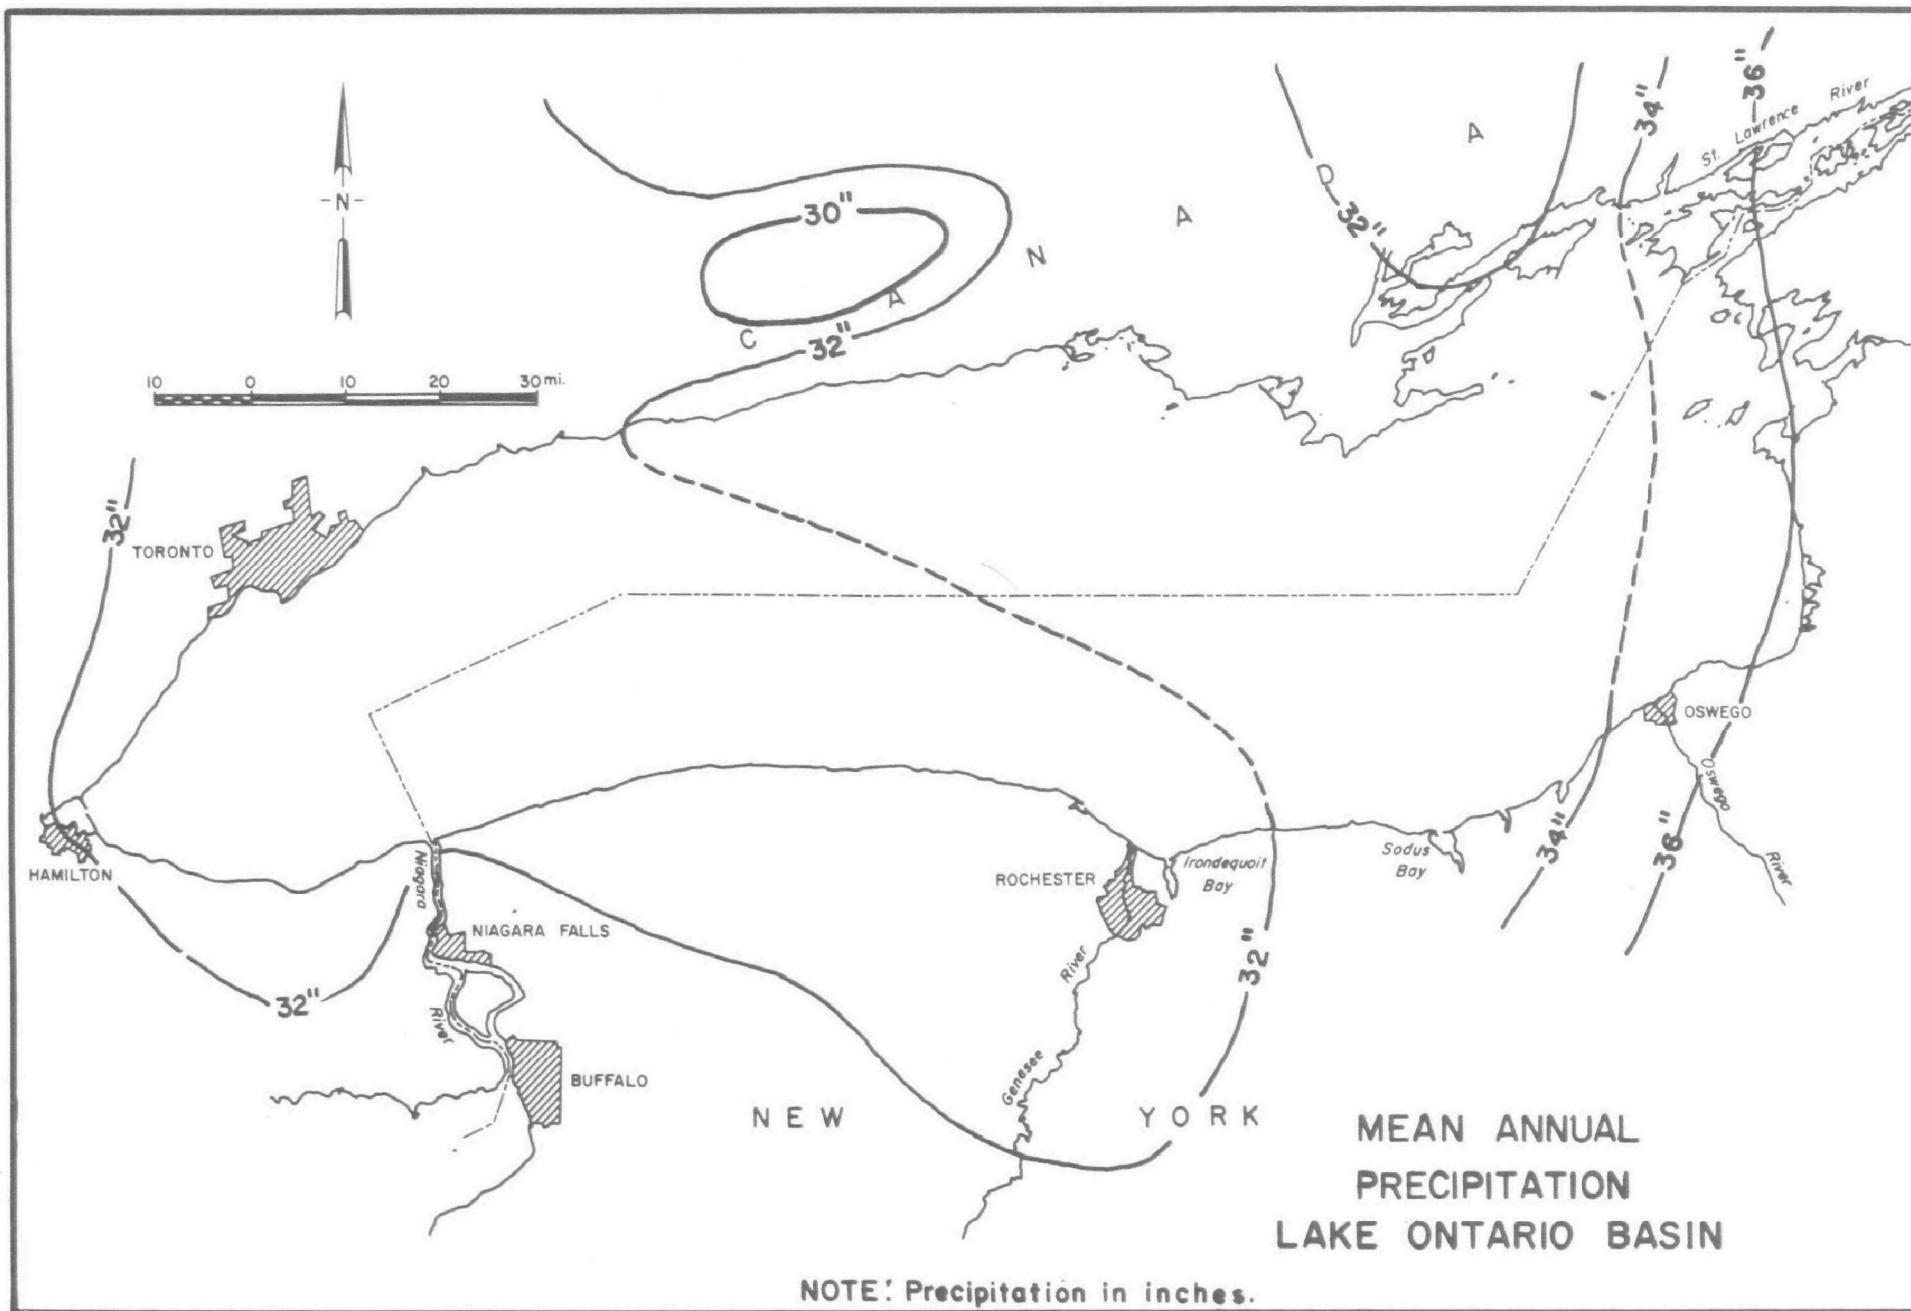 36"
34"
St. Lawrence River
-N-
30"
32"
32"
C A N A D A
10 0 10 20 30 mi.
32"
TORONTO
OSWEGO
Oswego River
HAMILTON
Niagara River
NIAGARA FALLS
BUFFALO
ROCHESTER
Irondequoit
Bay
Sodus
Bay
34"
36"
32"
32"
Genesee River
NEW YORK
MEAN ANNUAL
PRECIPITATION
LAKE ONTARIO BASIN
NOTE: Precipitation in inches.